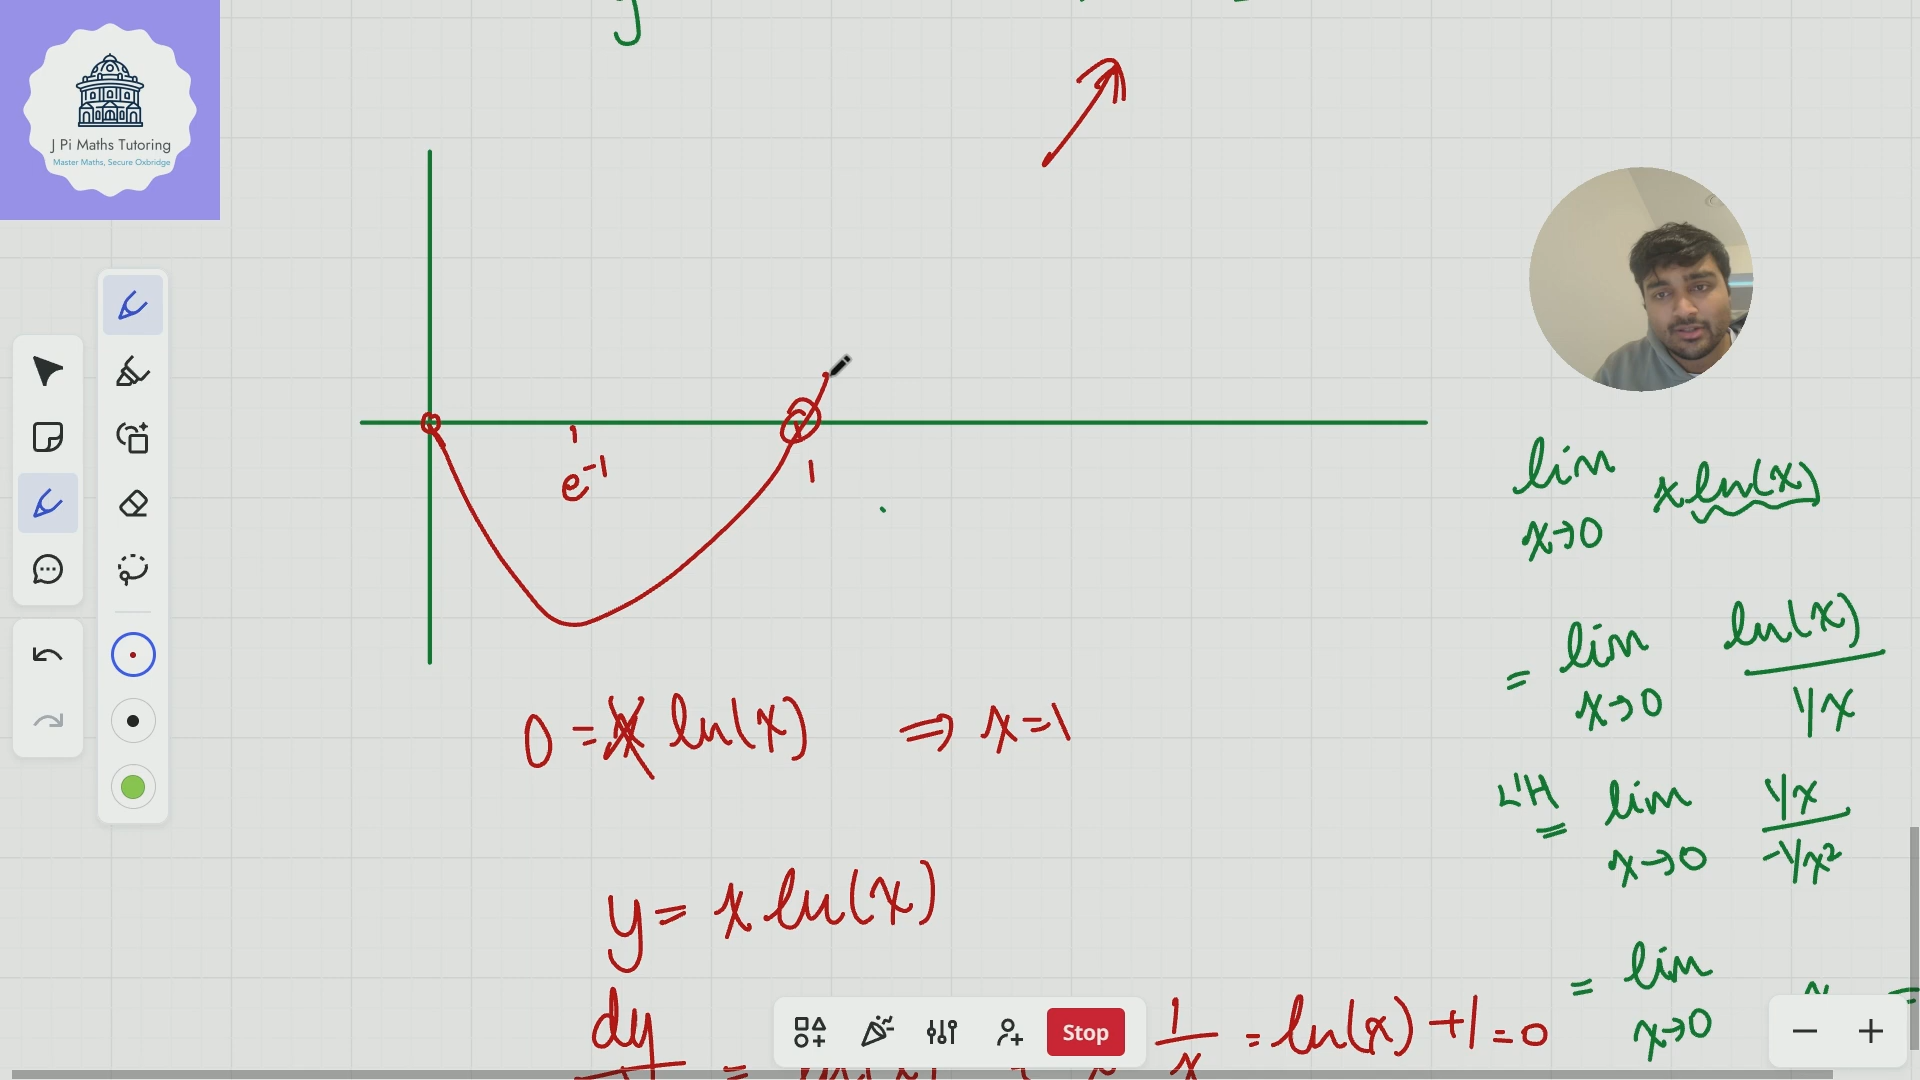 y
J Pi Maths Tutoring
Master Maths, Secure Oxbridge
e^{-1}
1
0 = x ln(x) ⇒ x=1
y = x ln(x)
dy
= 
1/x = ln(x) +1 = 0
lim x→0 x ln(x)
= lim x→0 ln(x) / 1/x
L'H = lim x→0 1/x / -1/x²
= lim x→0
Stop